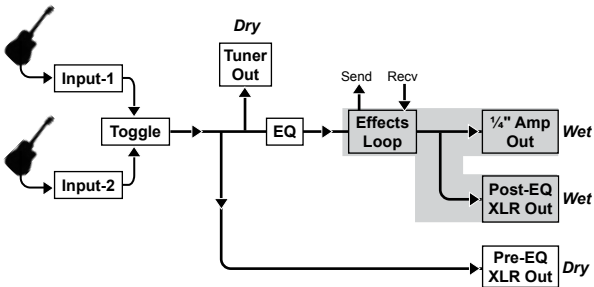 Dry
Tuner
Out
Send Recv
Input-1
Toggle
EQ
Effects
Loop
¼" Amp
Out
Wet
Input-2
Post-EQ
XLR Out
Wet
Pre-EQ
XLR Out
Dry